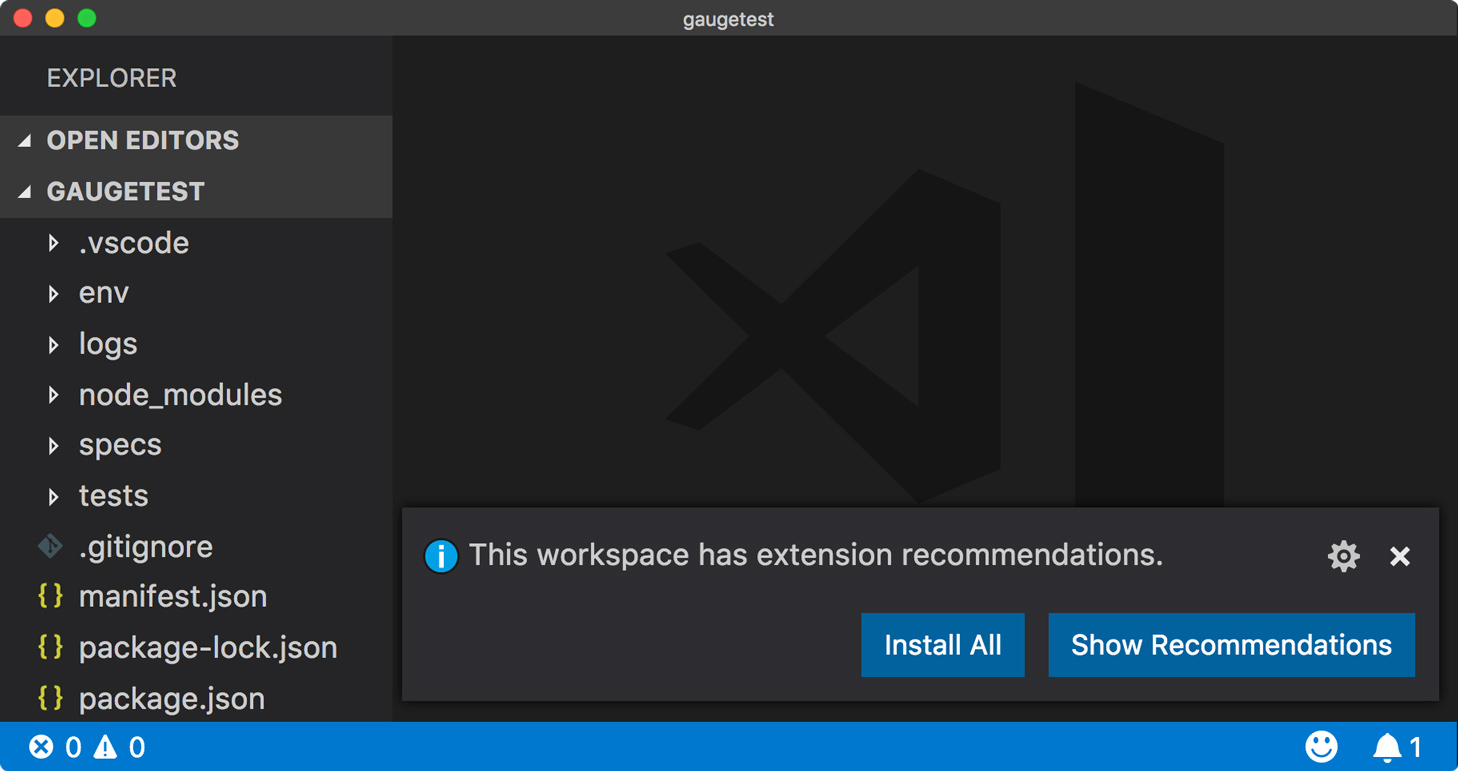 gaugetest
EXPLORER
OPEN EDITORS
GAUGETEST
.vscode
env
logs
node_modules
specs
tests
.gitignore
{} manifest.json
{} package-lock.json
{} package.json
This workspace has extension recommendations.
Install All
Show Recommendations
0 0
1